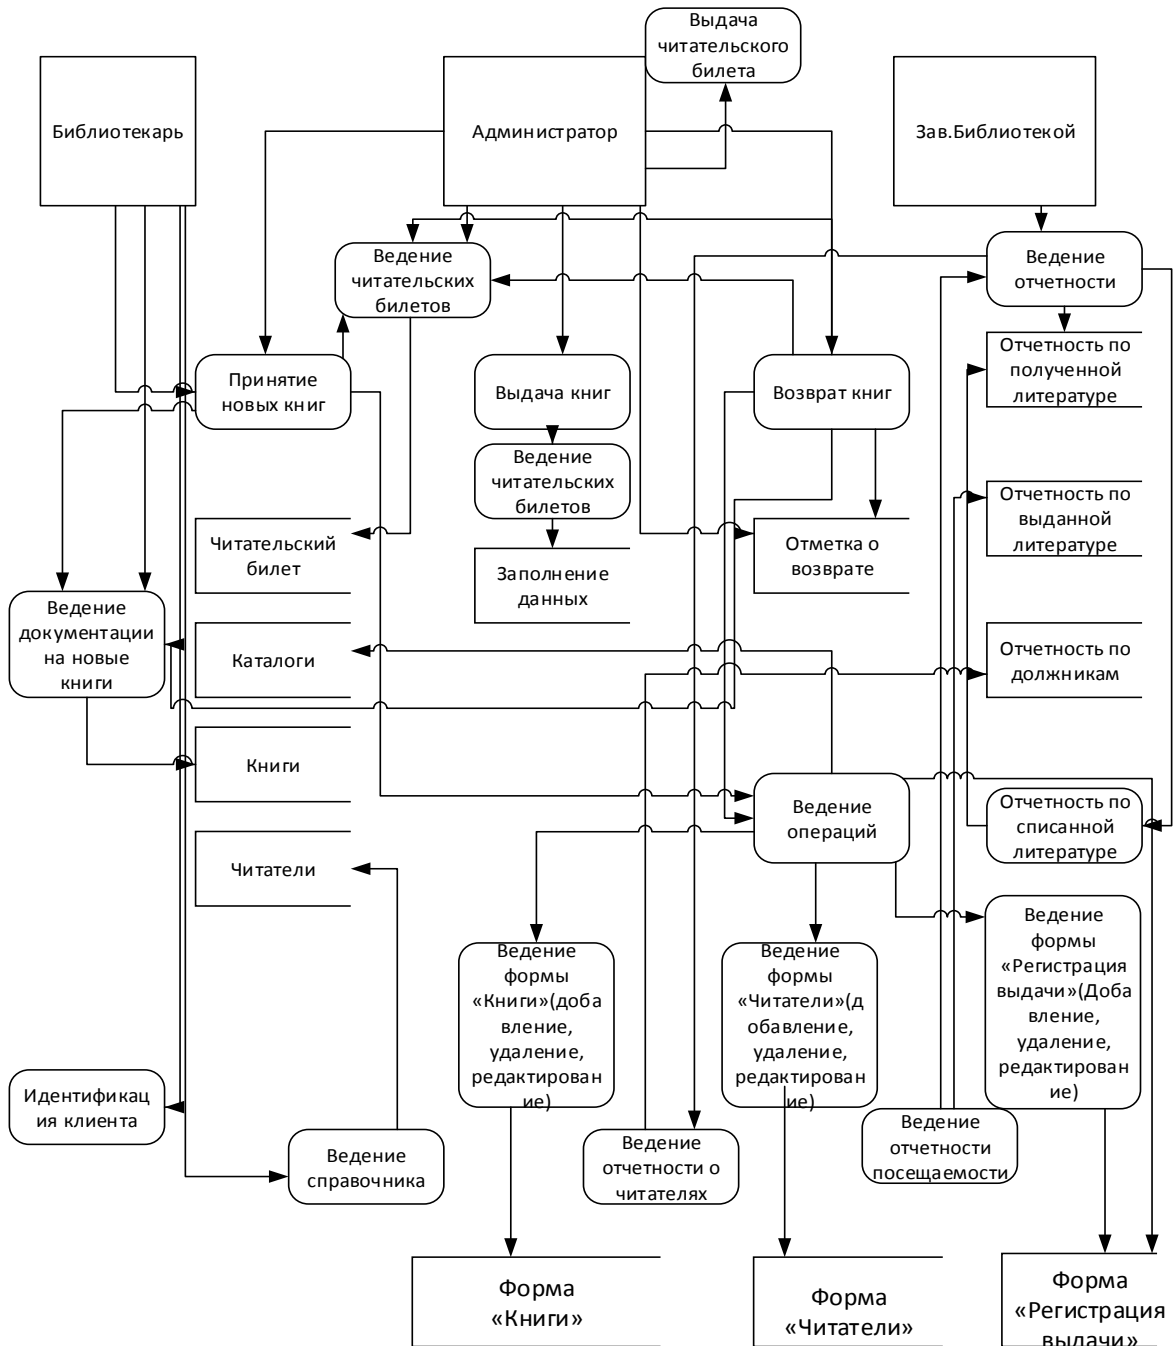 Выдача
читательского
билета
Библиотекарь
Администратор
Зав.Библиотекой
Ведение
читательских
билетов
Ведение
отчетности
Принятие
новых книг
Выдача книг
Возврат книг
Отчетность по
полученной
литературе
Ведение
читательских
билетов
Отчетность по
выданной
литературе
Читательский
билет
Отметка о
возврате
Заполнение
данных
Ведение
документации
на новые
книги
Каталоги
Отчетность по
должникам
Книги
Ведение
операций
Отчетность по
списанной
литературе
Читатели
Ведение
формы
«Книги»(доба
вление,
удаление,
редактирован
ие)
Ведение
формы
«Читатели»(д
обавление,
удаление,
редактирован
ие)
Ведение
формы
«Регистрация
выдачи»(Доба
вление,
удаление,
редактирован
ие)
Идентификац
ия клиента
Ведение
справочника
Ведение
отчетности о
читателях
Ведение
отчетности
посещаемости
Форма
«Книги»
Форма
«Читатели»
Форма
«Регистрация
выдачи»